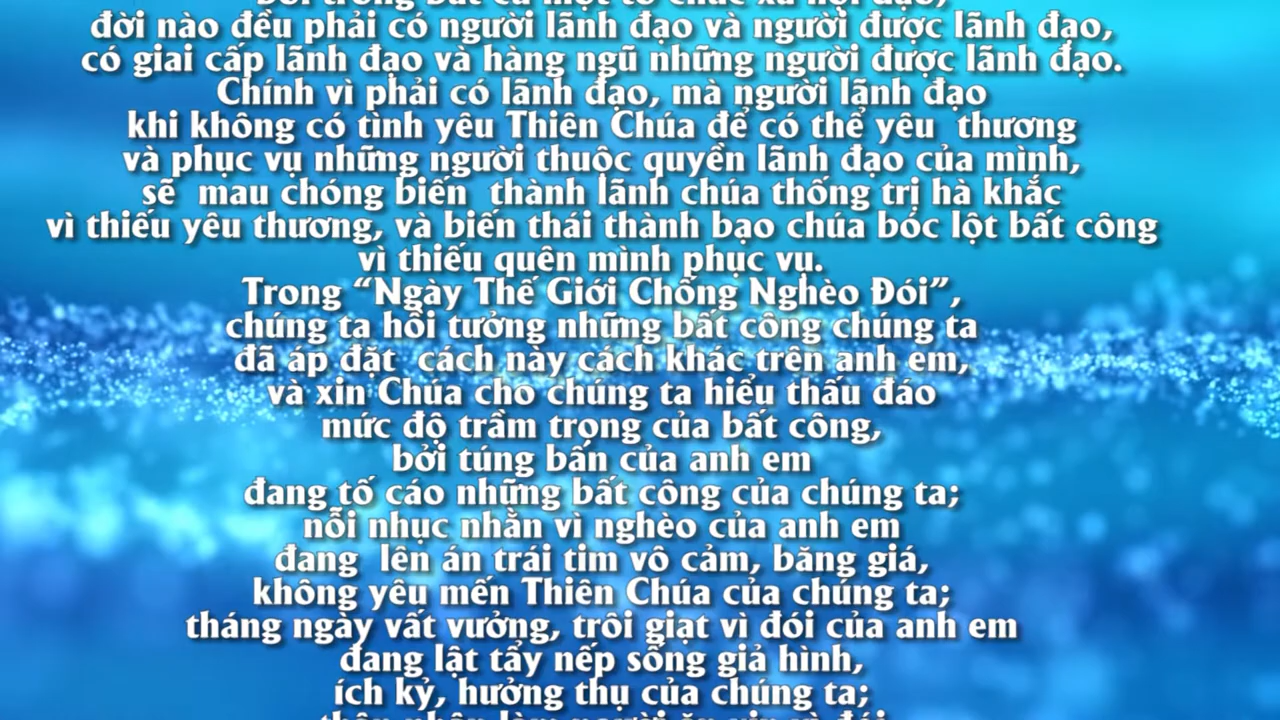 đời nào đều phải có người lãnh đạo và người được lãnh đạo,
có giai cấp lãnh đạo và hàng ngũ những người được lãnh đạo.
Chính vì phải có lãnh đạo, mà người lãnh đạo
khi không có tình yêu Thiên Chúa để có thể yêu thương
và phục vụ những người thuộc quyền lãnh đạo của mình,
sẽ mau chóng biến thành lãnh chúa thống trị hà khắc
vì thiếu yêu thương, và biến thái thành bạo chúa bóc lột bất công
vì thiếu quên mình phục vụ.
Trong “Ngày Thế Giới Chống Nghèo Đói”,
chúng ta hồi tưởng những bất công chúng ta
đã áp đặt cách này cách khác trên anh em,
và xin Chúa cho chúng ta hiểu thấu đáo
mức độ trầm trọng của bất công,
bởi túng bấn của anh em
đang tố cáo những bất công của chúng ta;
nỗi nhục nhằn vì nghèo của anh em
đang lên án trái tim vô cảm, băng giá,
không yêu mến Thiên Chúa của chúng ta;
tháng ngày vất vưởng, trôi giạt vì đói của anh em
đang lật tẩy nếp sống giả hình,
ích kỷ, hưởng thụ của chúng ta;